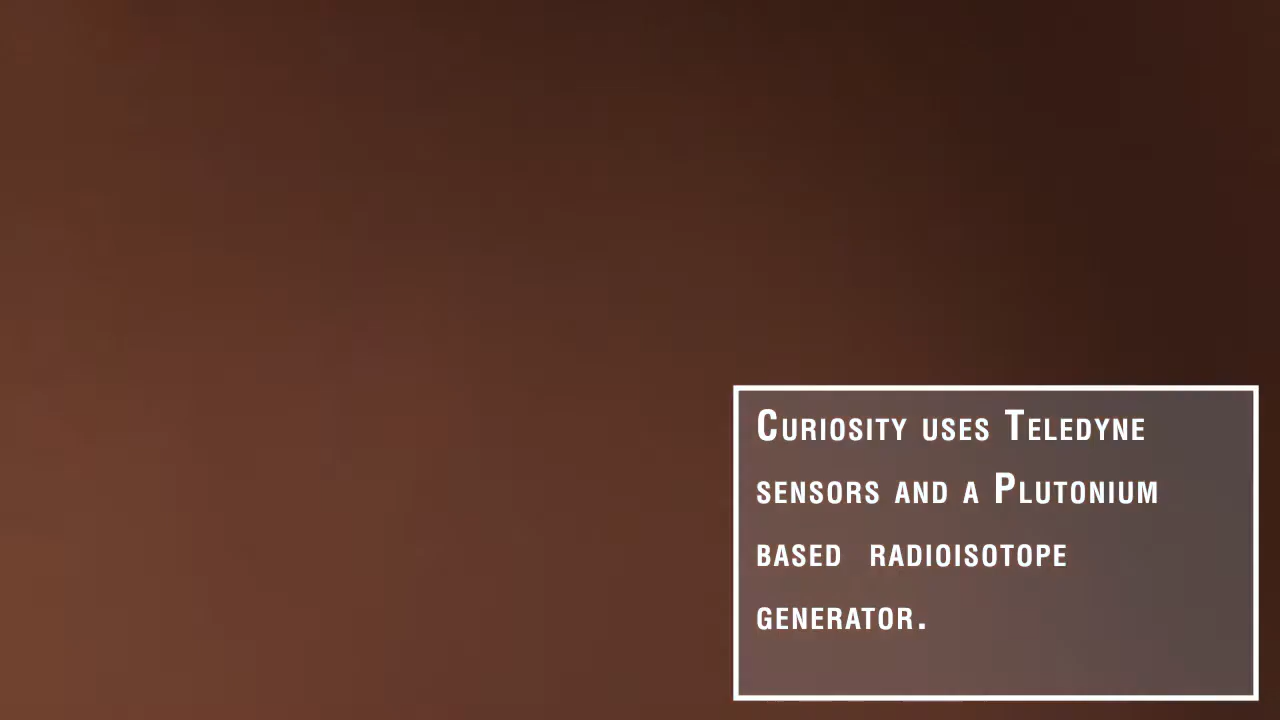 Curiosity uses Teledyne
sensors and a Plutonium
based radioisotope
generator.